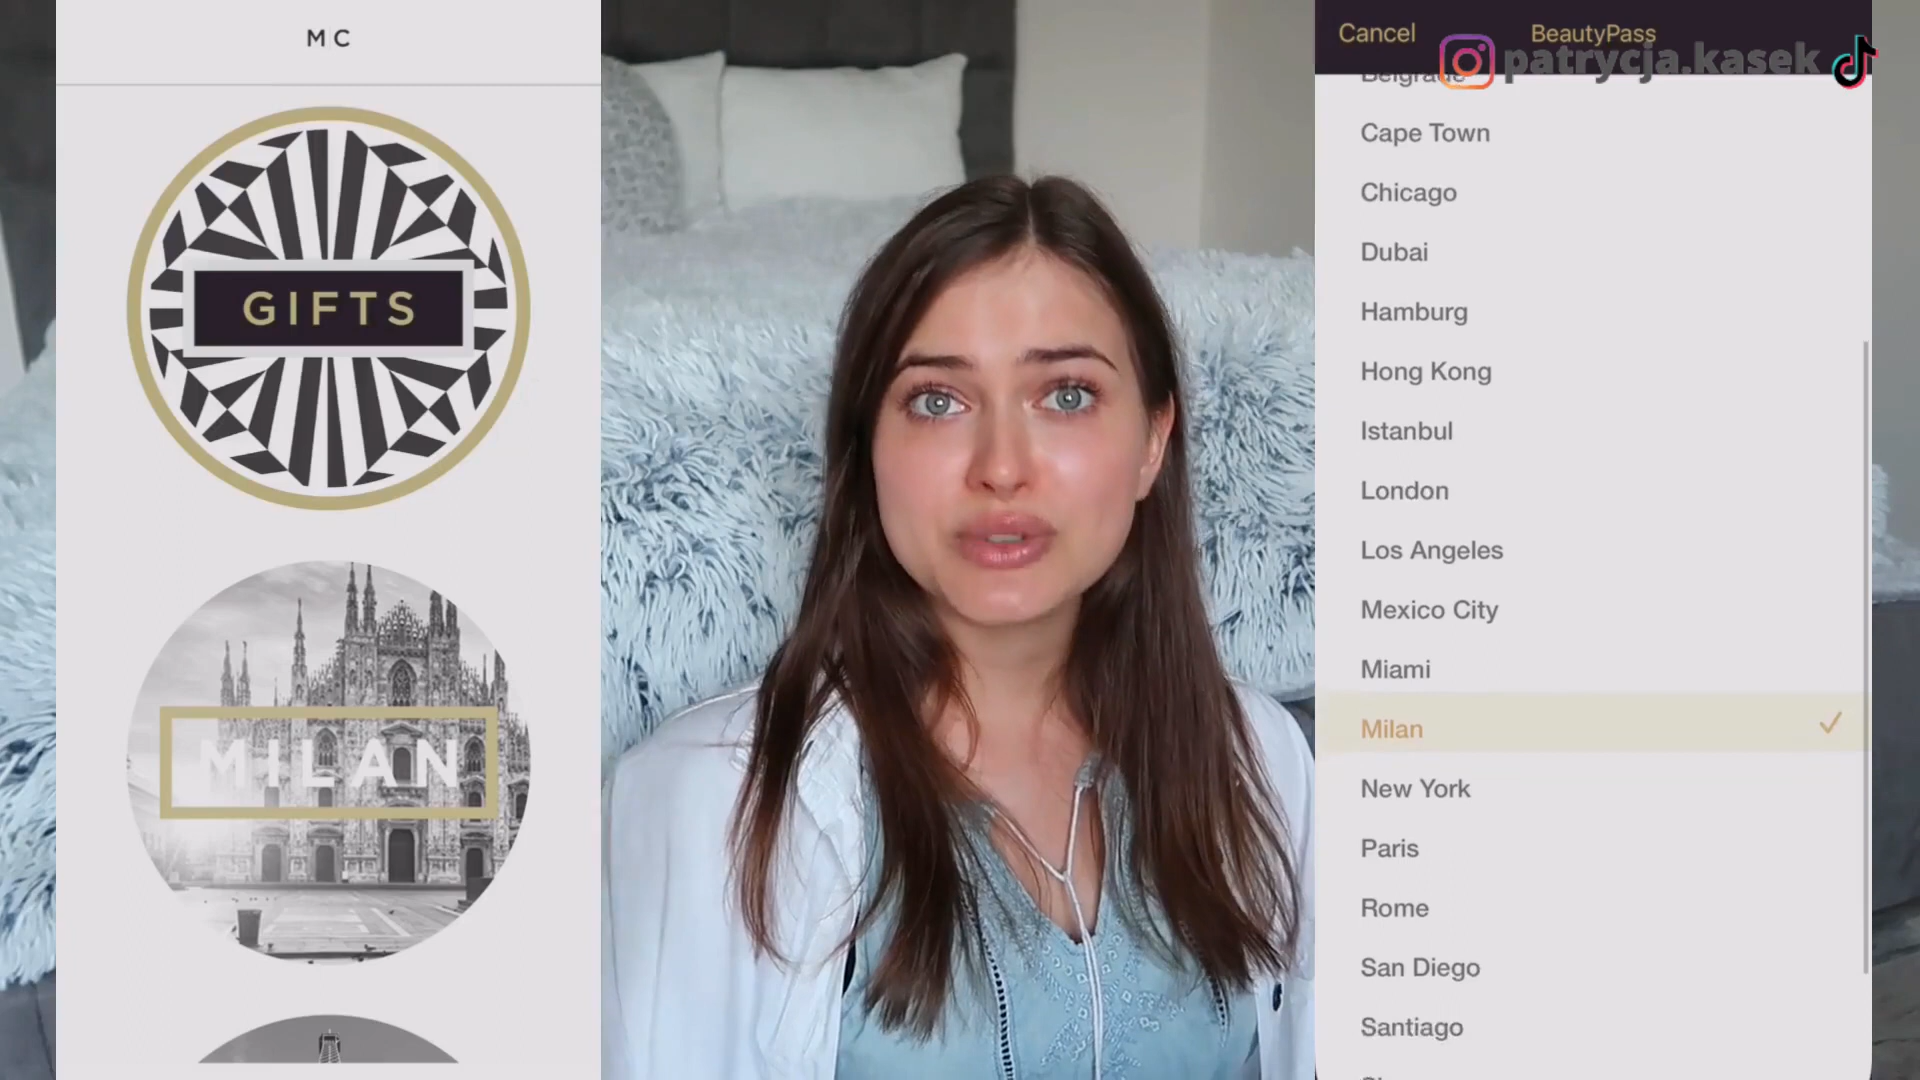 MC
GIFTS
MILAN
Cancel
BeautyPass
patrycja.kasek
Belgrade
Cape Town
Chicago
Dubai
Hamburg
Hong Kong
Istanbul
London
Los Angeles
Mexico City
Miami
Milan
New York
Paris
Rome
San Diego
Santiago